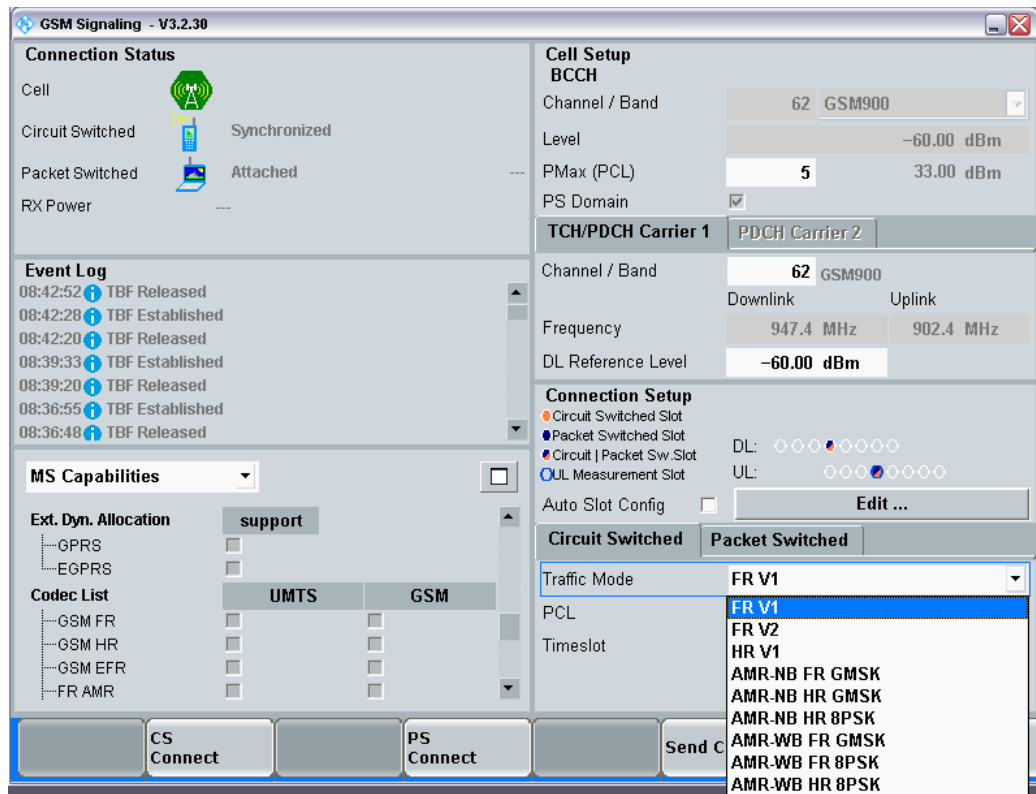 GSM Signaling - V3.2.30
Connection Status
Cell
Circuit Switched Synchronized
Packet Switched Attached ---
RX Power ---
Event Log
08:42:52 TBF Released
08:42:28 TBF Established
08:42:20 TBF Released
08:39:33 TBF Established
08:39:20 TBF Released
08:36:55 TBF Established
08:36:48 TBF Released
MS Capabilities
Ext. Dyn. Allocation support
GPRS
EGPRS
Codec List UMTS GSM
GSM FR
GSM HR
GSM EFR
FR AMR
Cell Setup
BCCH
Channel / Band 62 GSM900
Level −60.00 dBm
PMax (PCL) 5 33.00 dBm
PS Domain
TCH/PDCH Carrier 1 PDCH Carrier 2
Channel / Band 62 GSM900
Downlink Uplink
Frequency 947.4 MHz 902.4 MHz
DL Reference Level −60.00 dBm
Connection Setup
Circuit Switched Slot
Packet Switched Slot
Circuit | Packet Sw.Slot
UL Measurement Slot
DL:
UL:
Auto Slot Config Edit ...
Circuit Switched Packet Switched
Traffic Mode FR V1
PCL
Timeslot
FR V1
FR V2
HR V1
AMR-NB FR GMSK
AMR-NB HR GMSK
AMR-NB HR 8PSK
AMR-WB FR GMSK
AMR-WB FR 8PSK
AMR-WB HR 8PSK
CS
Connect
PS
Connect
Send C